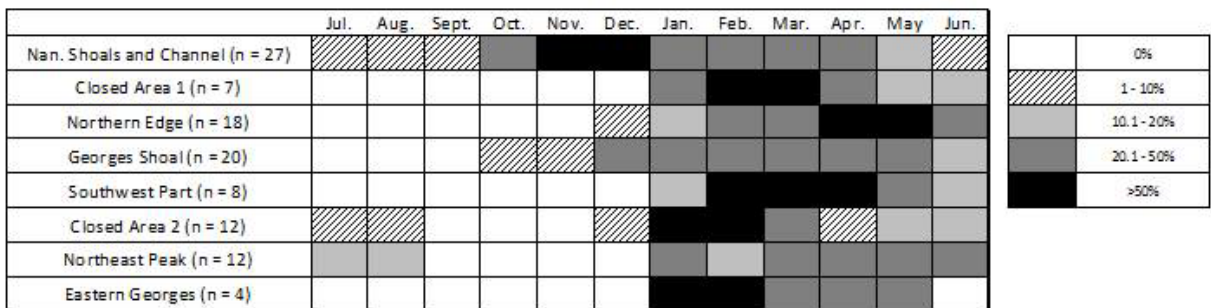 Jul. Aug. Sept. Oct. Nov. Dec. Jan. Feb. Mar. Apr. May Jun.
Nan. Shoals and Channel (n = 27)
Closed Area 1 (n = 7)
Northern Edge (n = 18)
Georges Shoal (n = 20)
Southwest Part (n = 8)
Closed Area 2 (n = 12)
Northeast Peak (n = 12)
Eastern Georges (n = 4)
0%
1 - 10%
10.1 - 20%
20.1 - 50%
>50%